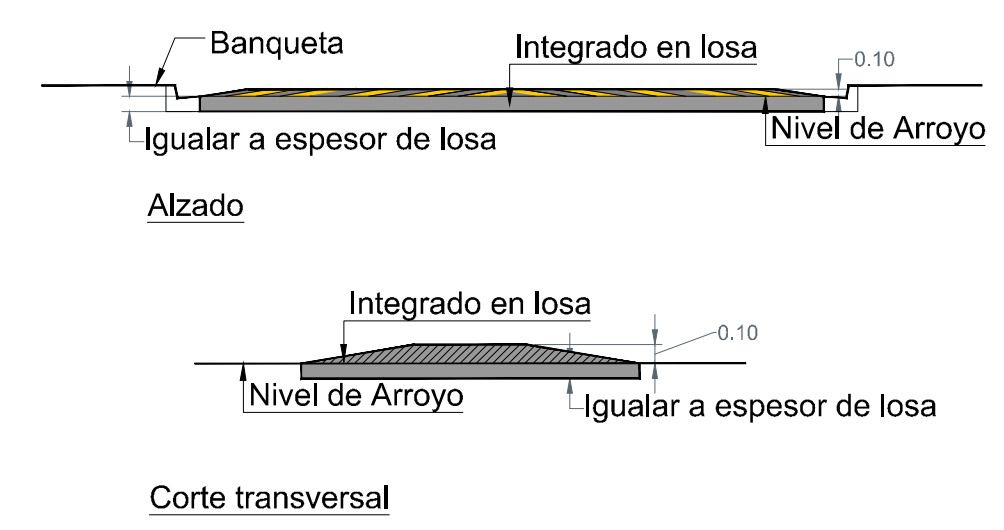 Banqueta
Integrado en losa
0.10
Igualar a espesor de losa
Nivel de Arroyo
Alzado
Integrado en losa
0.10
Nivel de Arroyo
Igualar a espesor de losa
Corte transversal